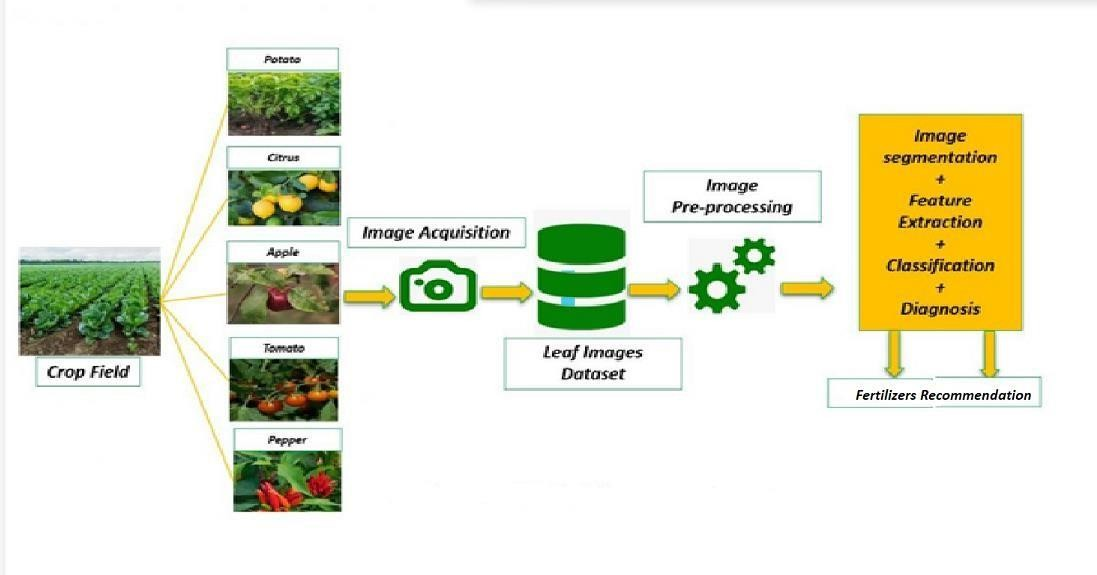 Potato
Citrus
Apple
Tomato
Pepper
Crop Field
Image Acquisition
Leaf Images
Dataset
Image
Pre-processing
Image
segmentation
+
Feature
Extraction
+
Classification
+
Diagnosis
Fertilizers Recommendation